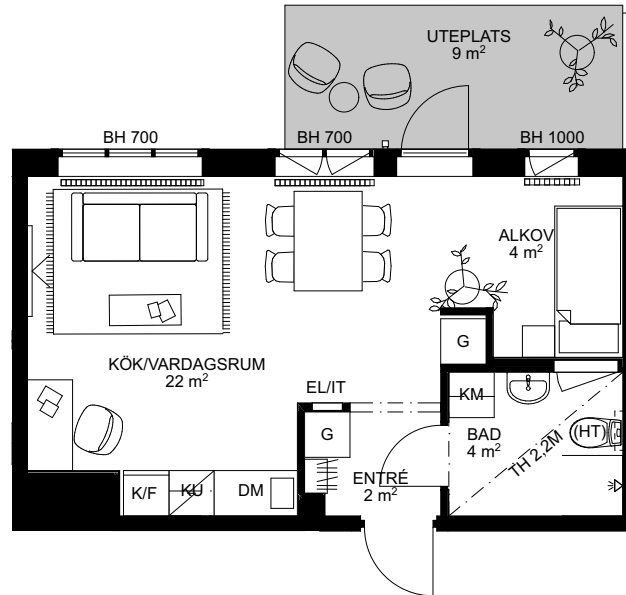 UTEPLATS
9 m²
BH 700
BH 700
BH 1000
ALKOV
4 m²
KÖK/VARDAGSRUM
22 m²
G
EL/IT
KM
G
BAD
4 m²
(HT)
TH 2,2M
ENTRÉ
2 m²
K/F
KU
DM